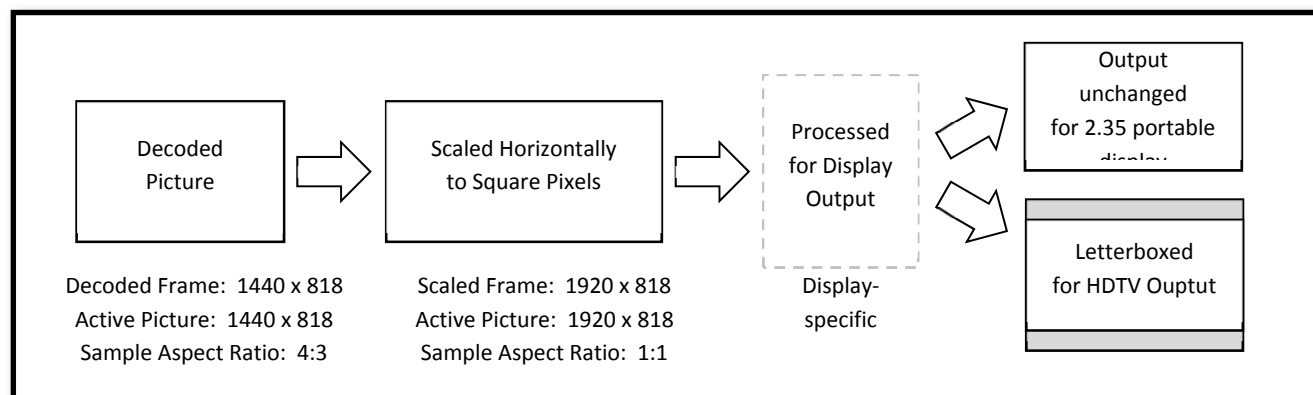 Decoded
Picture
Decoded Frame: 1440 x 818
Active Picture: 1440 x 818
Sample Aspect Ratio: 4:3
Scaled Horizontally
to Square Pixels
Scaled Frame: 1920 x 818
Active Picture: 1920 x 818
Sample Aspect Ratio: 1:1
Processed
for Display
Output
Display-
specific
Output
unchanged
for 2.35 portable
display
Letterboxed
for HDTV Ouptut